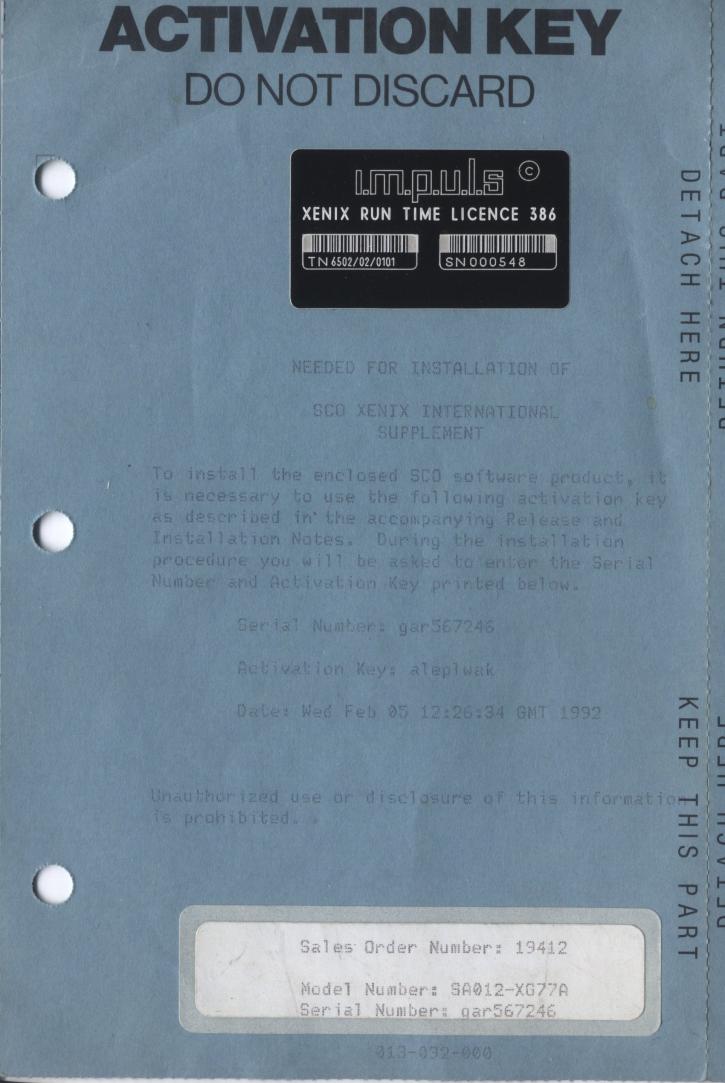 ACTIVATION KEY
DO NOT DISCARD
i.m.p.u.l.s ©
XENIX RUN TIME LICENCE 386
TN 6502/02/0101
SN 000548
NEEDED FOR INSTALLATION OF
SCO XENIX INTERNATIONAL
SUPPLEMENT
To install the enclosed SCO software product, it
is necessary to use the following activation key
as described in the accompanying Release and
Installation Notes.  During the installation
procedure you will be asked to enter the Serial
Number and Activation Key printed below.
Serial Number: gar567246
Activation Key: aleplwak
Date: Wed Feb 05 12:26:34 GMT 1992
Unauthorized use or disclosure of this information
is prohibited.
Sales Order Number: 19412
Model Number: SA012-XG77A
Serial Number: gar567246
013-032-000
DETACH HERE
KEEP THIS PART